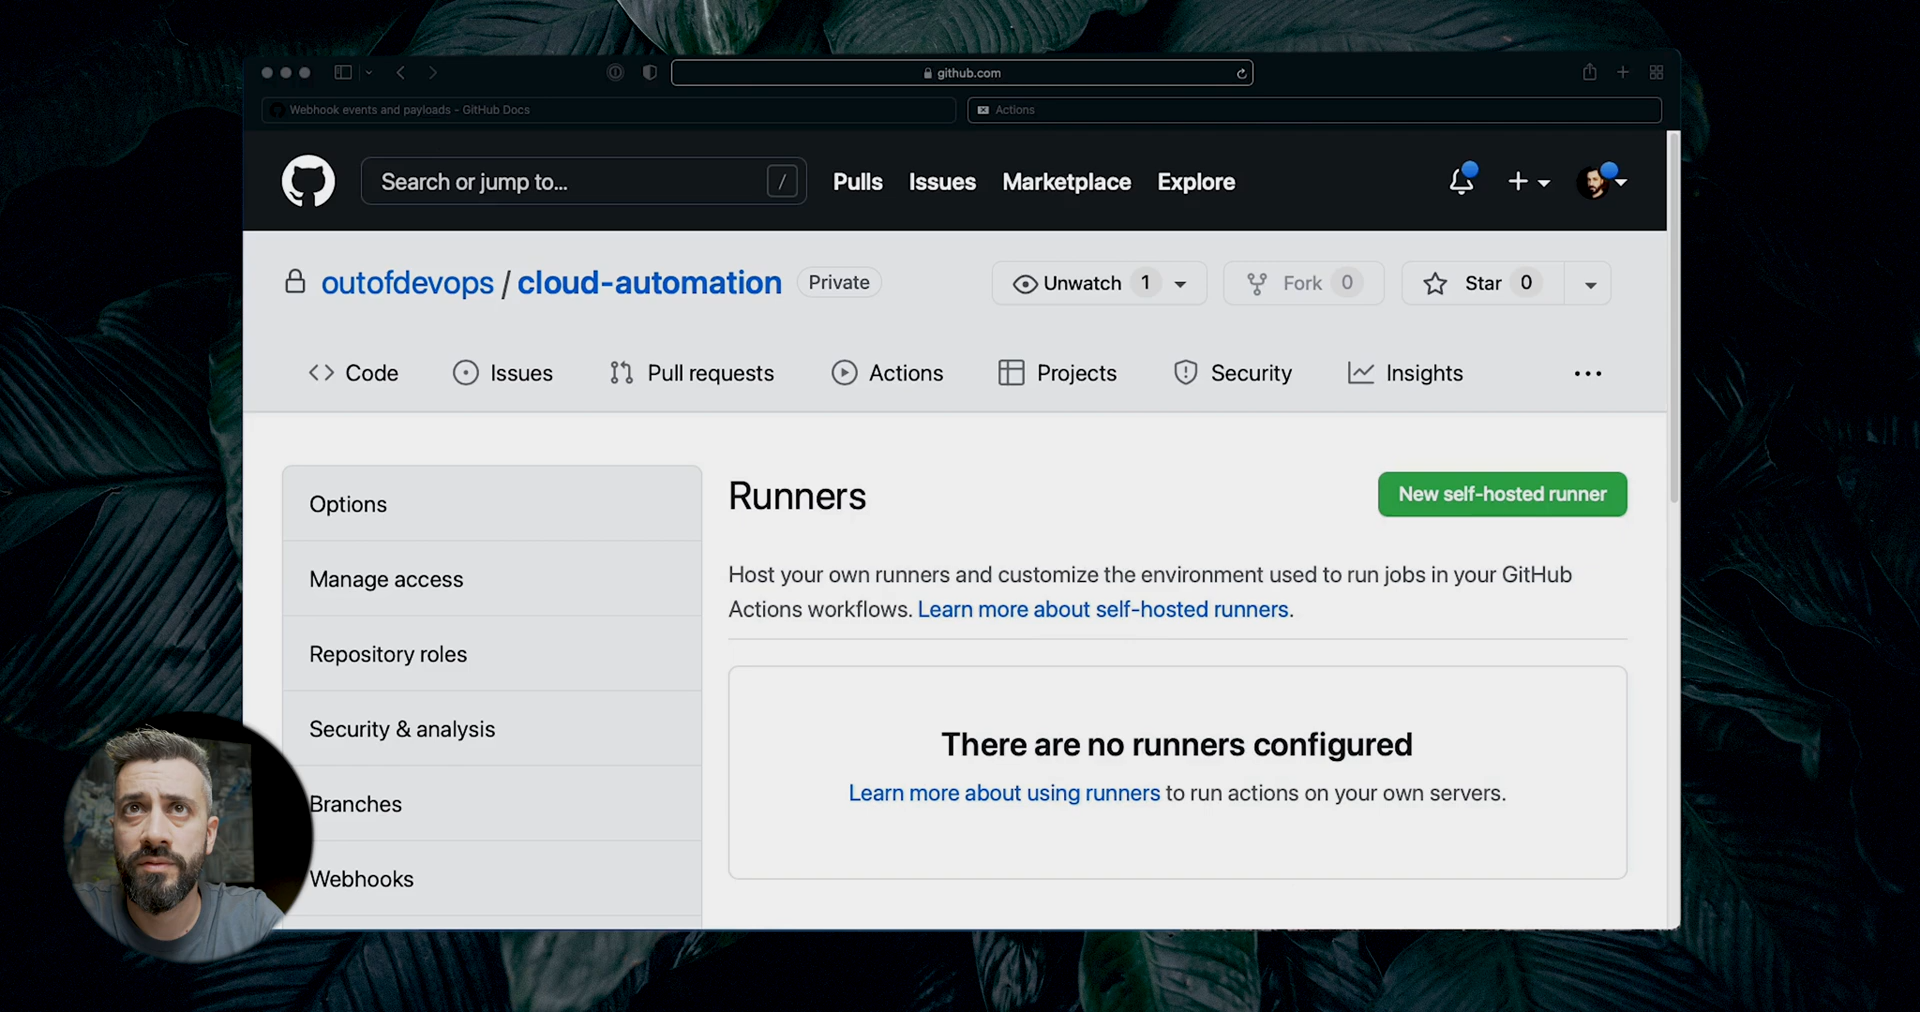 github.com
Webhook events and payloads - GitHub Docs
Actions
Search or jump to...
/
Pulls
Issues
Marketplace
Explore
outofdevops / cloud-automation
Private
Unwatch 1
Fork 0
Star 0
Code
Issues
Pull requests
Actions
Projects
Security
Insights
Options
Manage access
Repository roles
Security & analysis
Branches
Webhooks
Runners
New self-hosted runner
Host your own runners and customize the environment used to run jobs in your GitHub
Actions workflows. Learn more about self-hosted runners.
There are no runners configured
Learn more about using runners to run actions on your own servers.